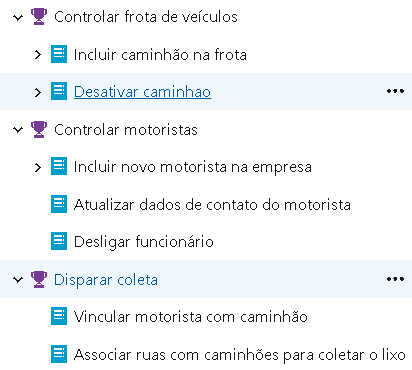 Controlar frota de veículos
Incluir caminhão na frota
Desativar caminhao
Controlar motoristas
Incluir novo motorista na empresa
Atualizar dados de contato do motorista
Desligar funcionário
Disparar coleta
Vincular motorista com caminhão
Associar ruas com caminhões para coletar o lixo